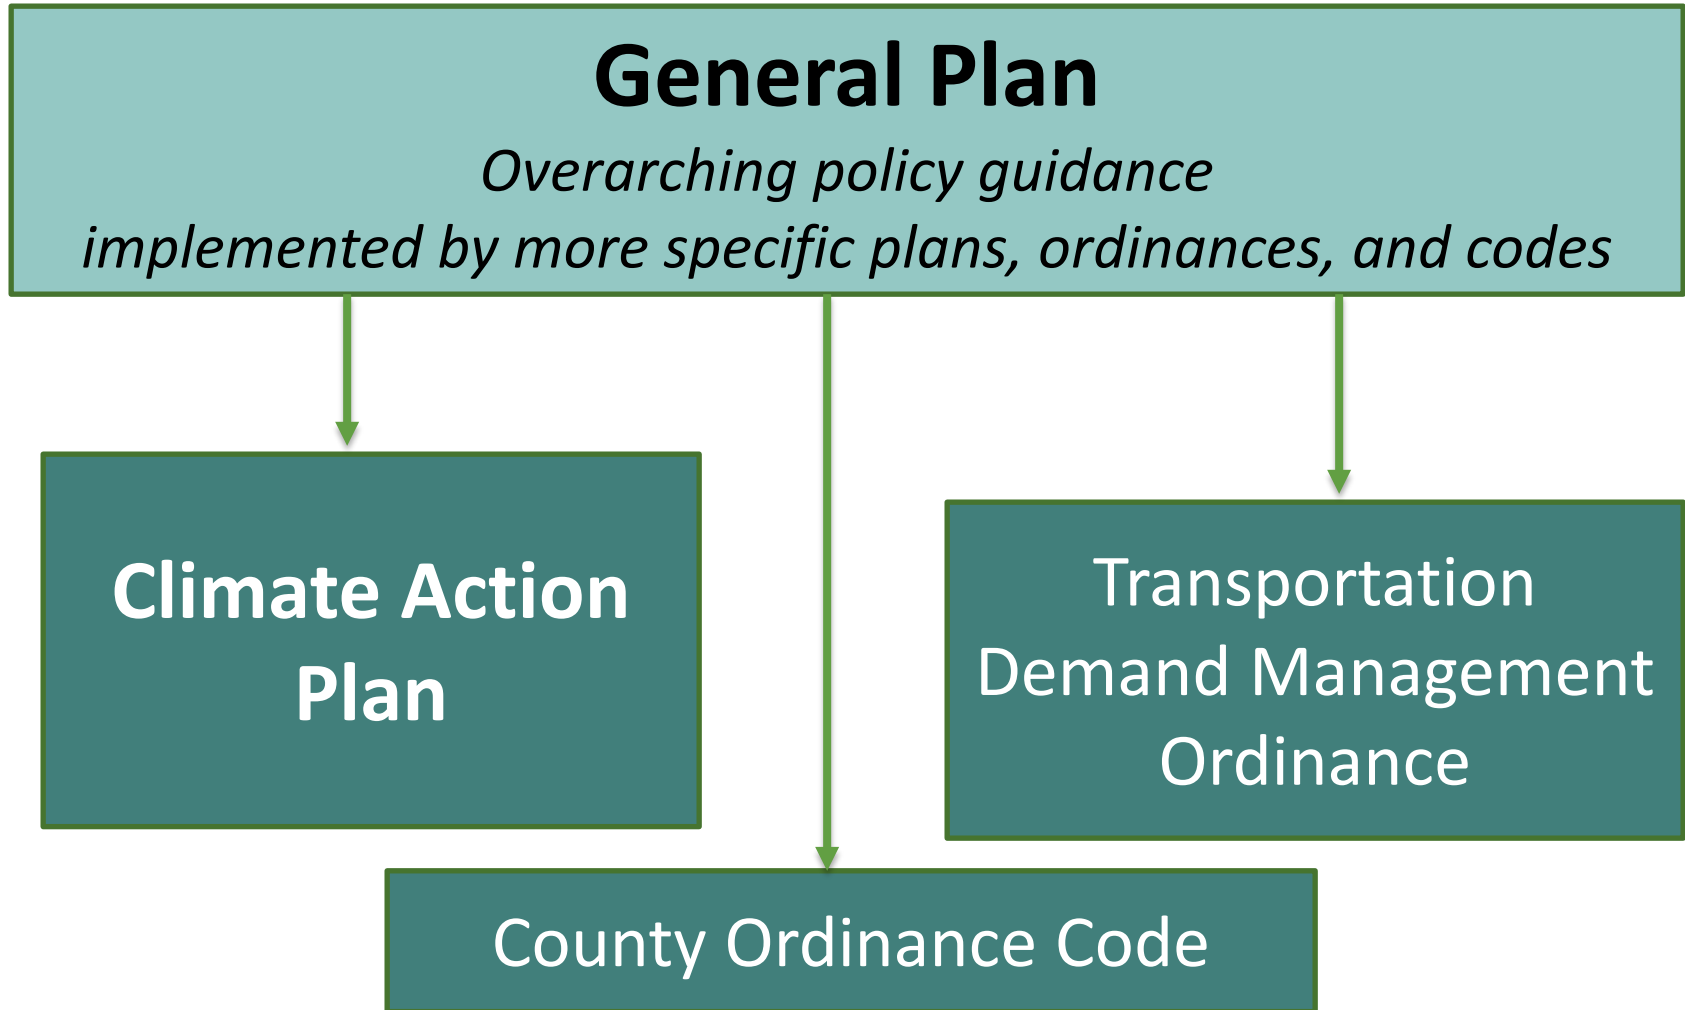 General Plan
Overarching policy guidance
implemented by more specific plans, ordinances, and codes
Climate Action
Plan
Transportation
Demand Management
Ordinance
County Ordinance Code